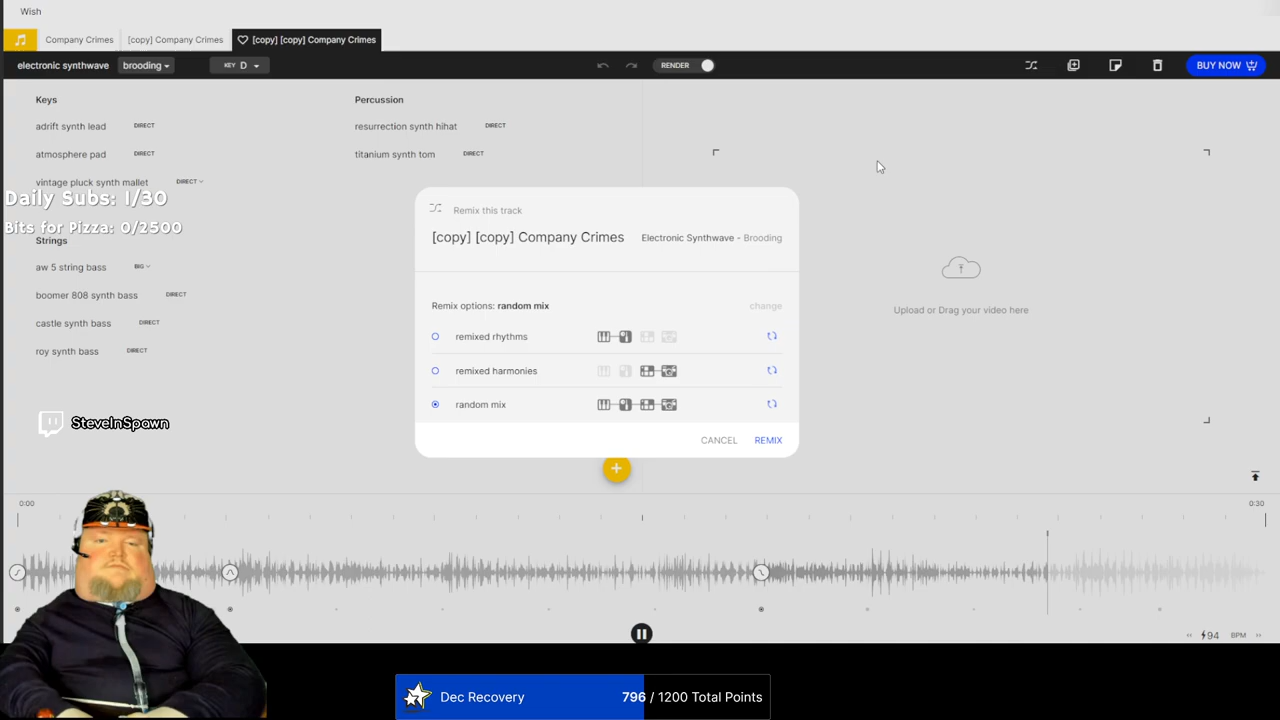 Wish
Company Crimes
[copy] Company Crimes
[copy] [copy] Company Crimes
electronic synthwave
brooding
KEY D
RENDER
BUY NOW
Keys
adrift synth lead DIRECT
atmosphere pad DIRECT
vintage pluck synth mallet DIRECT
Daily Subs: 1/30
Bits for Pizza: 0/2500
Strings
aw 5 string bass BIG
boomer 808 synth bass DIRECT
castle synth bass DIRECT
roy synth bass DIRECT
Percussion
resurrection synth hihat DIRECT
titanium synth tom DIRECT
Remix this track
[copy] [copy] Company Crimes Electronic Synthwave - Brooding
Remix options: random mix change
remixed rhythms
remixed harmonies
random mix
CANCEL REMIX
Upload or Drag your video here
SteveInSpawn
+
0:00 0:30
94 BPM
Dec Recovery 796 / 1200 Total Points